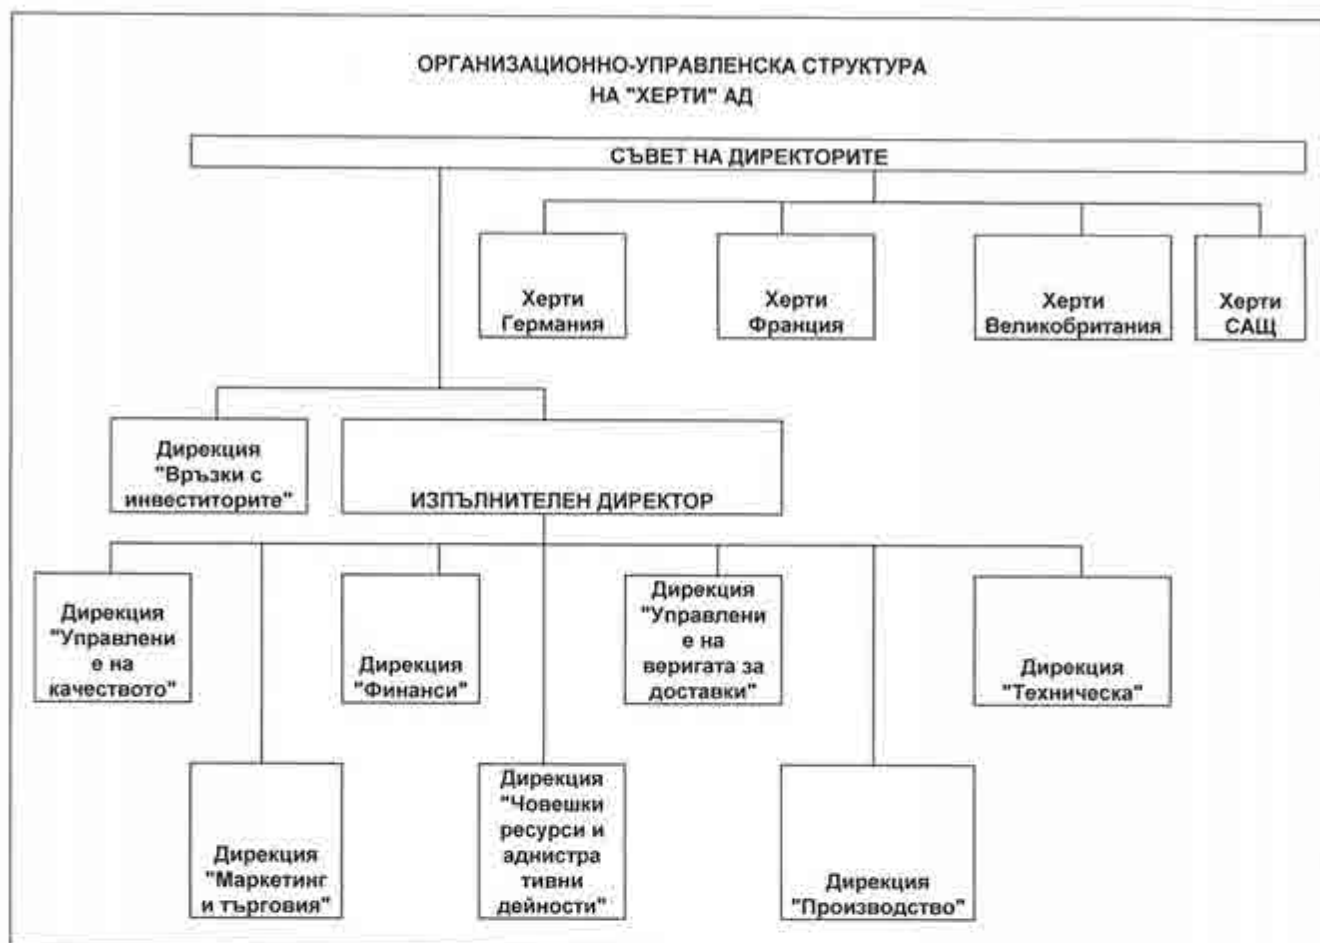 ОРГАНИЗАЦИОННО-УПРАВЛЕНСКА СТРУКТУРА
НА "ХЕРТИ" АД
СЪВЕТ НА ДИРЕКТОРИТЕ
Херти
Германия
Херти
Франция
Херти
Великобритания
Херти
САЩ
Дирекция
"Връзки с
инвеститорите"
ИЗПЪЛНИТЕЛЕН ДИРЕКТОР
Дирекция
"Управлени
е на
качеството"
Дирекция
"Финанси"
Дирекция
"Управлени
е на
веригата за
доставки"
Дирекция
"Техническа"
Дирекция
"Маркетинг
и търговия"
Дирекция
"Човешки
ресурси и
аднистра
тивни
дейности"
Дирекция
"Производство"